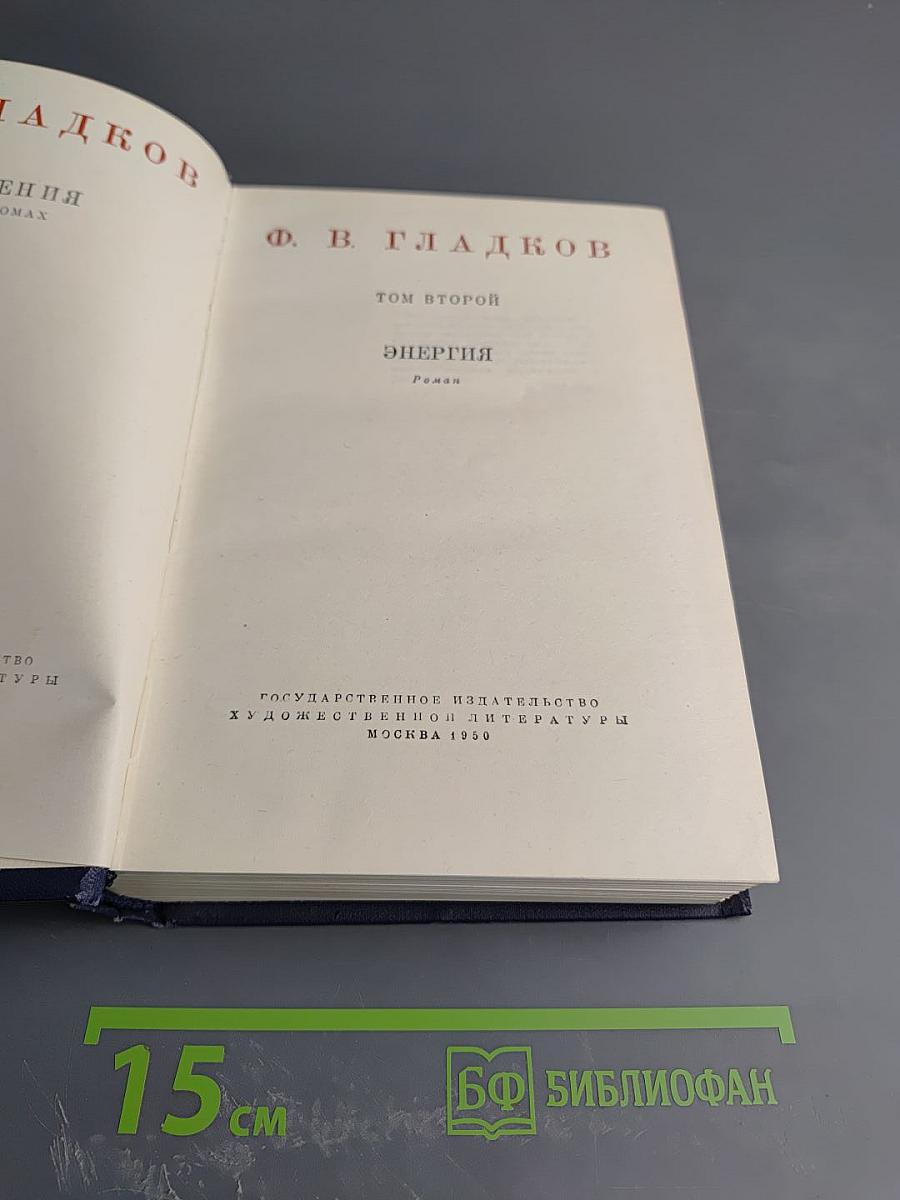 ЛАДКОВ
ЕНИЯ
ОМАХ
ТВО
ТУРЫ
Ф. В. ГЛАДКОВ
ТОМ ВТОРОЙ
ЭНЕРГИЯ
Роман
ГОСУДАРСТВЕННОЕ ИЗДАТЕЛЬСТВО
ХУДОЖЕСТВЕННОЙ ЛИТЕРАТУРЫ
МОСКВА 1950
15 см
БФ БИБЛИОФАН